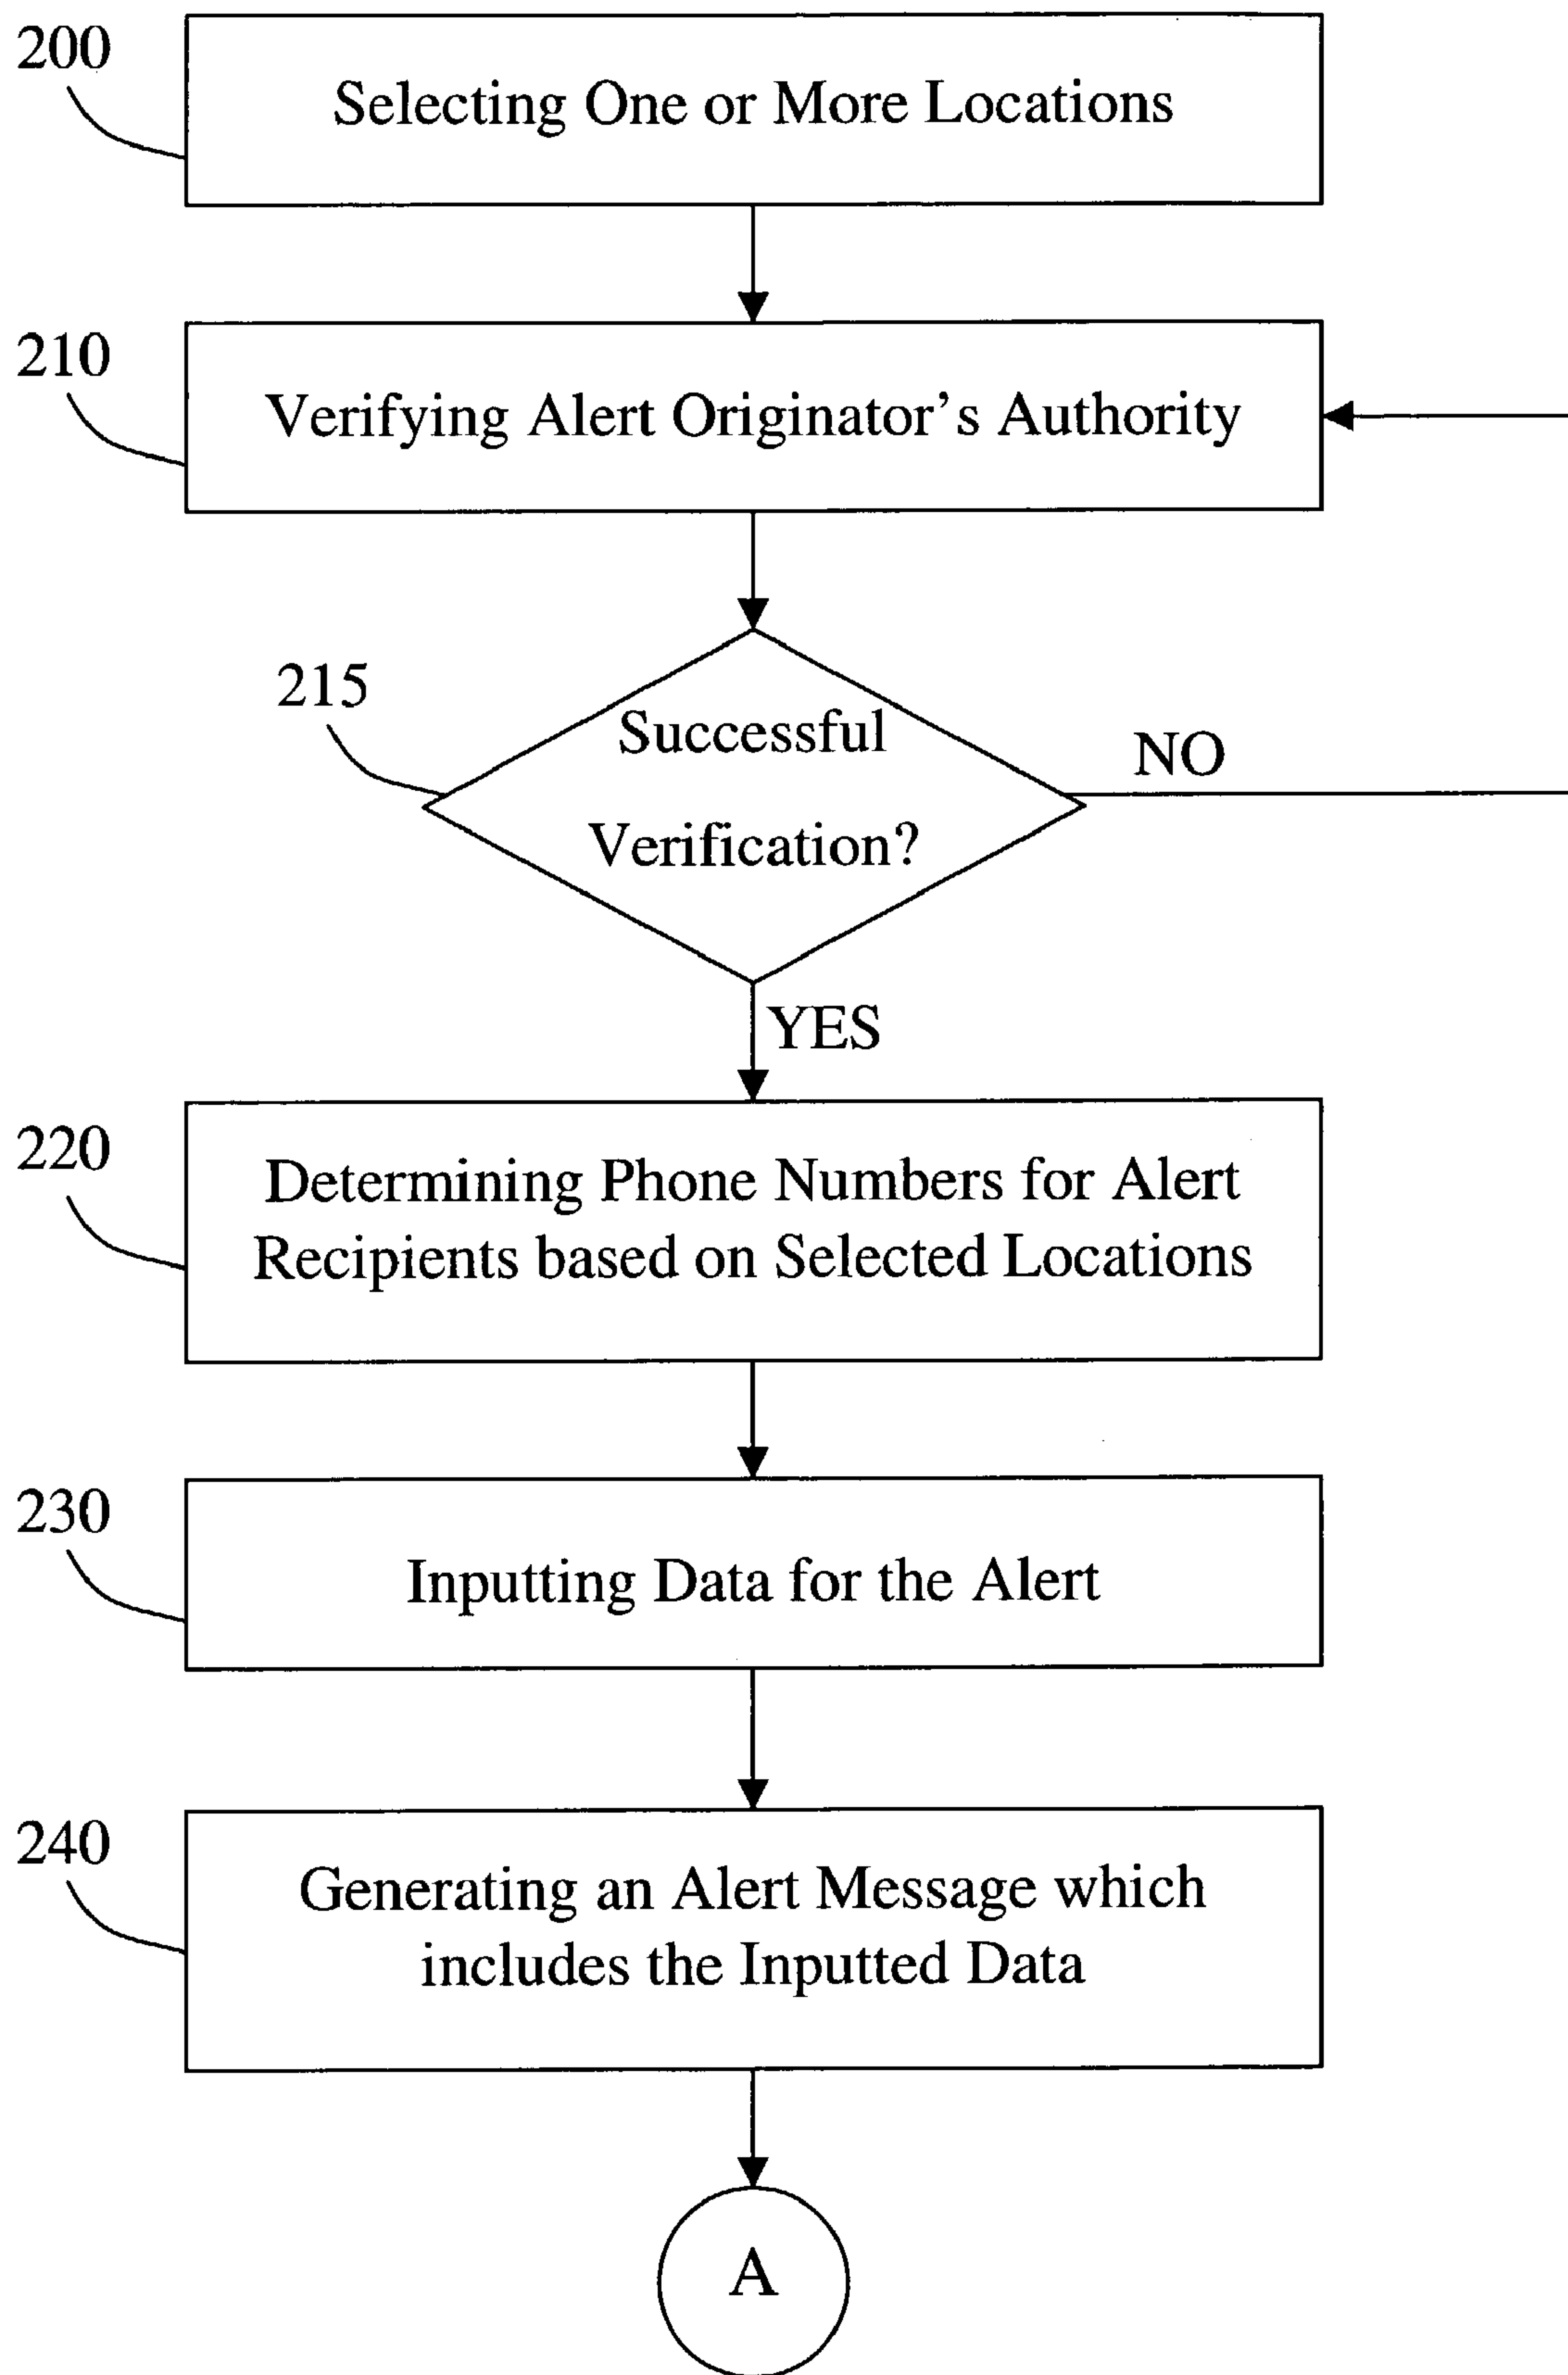 200
Selecting One or More Locations
210
Verifying Alert Originator’s Authority
215
Successful
Verification?
NO
YES
220
Determining Phone Numbers for Alert
Recipients based on Selected Locations
230
Inputting Data for the Alert
240
Generating an Alert Message which
includes the Inputted Data
A